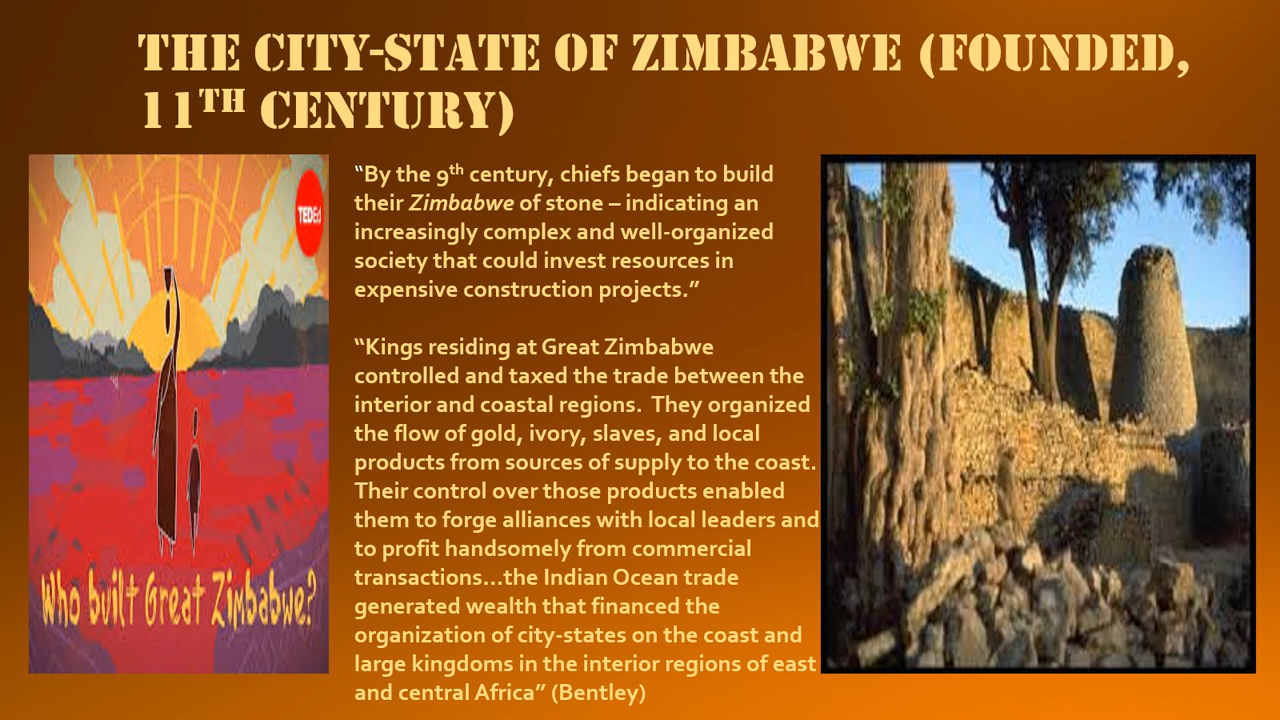 THE CITY-STATE OF ZIMBABWE (FOUNDED,
11TH CENTURY)
TEDEd
Who built Great Zimbabwe?
“By the 9th century, chiefs began to build
their Zimbabwe of stone – indicating an
increasingly complex and well-organized
society that could invest resources in
expensive construction projects.”
“Kings residing at Great Zimbabwe
controlled and taxed the trade between the
interior and coastal regions.  They organized
the flow of gold, ivory, slaves, and local
products from sources of supply to the coast.
Their control over those products enabled
them to forge alliances with local leaders and
to profit handsomely from commercial
transactions…the Indian Ocean trade
generated wealth that financed the
organization of city-states on the coast and
large kingdoms in the interior regions of east
and central Africa” (Bentley)